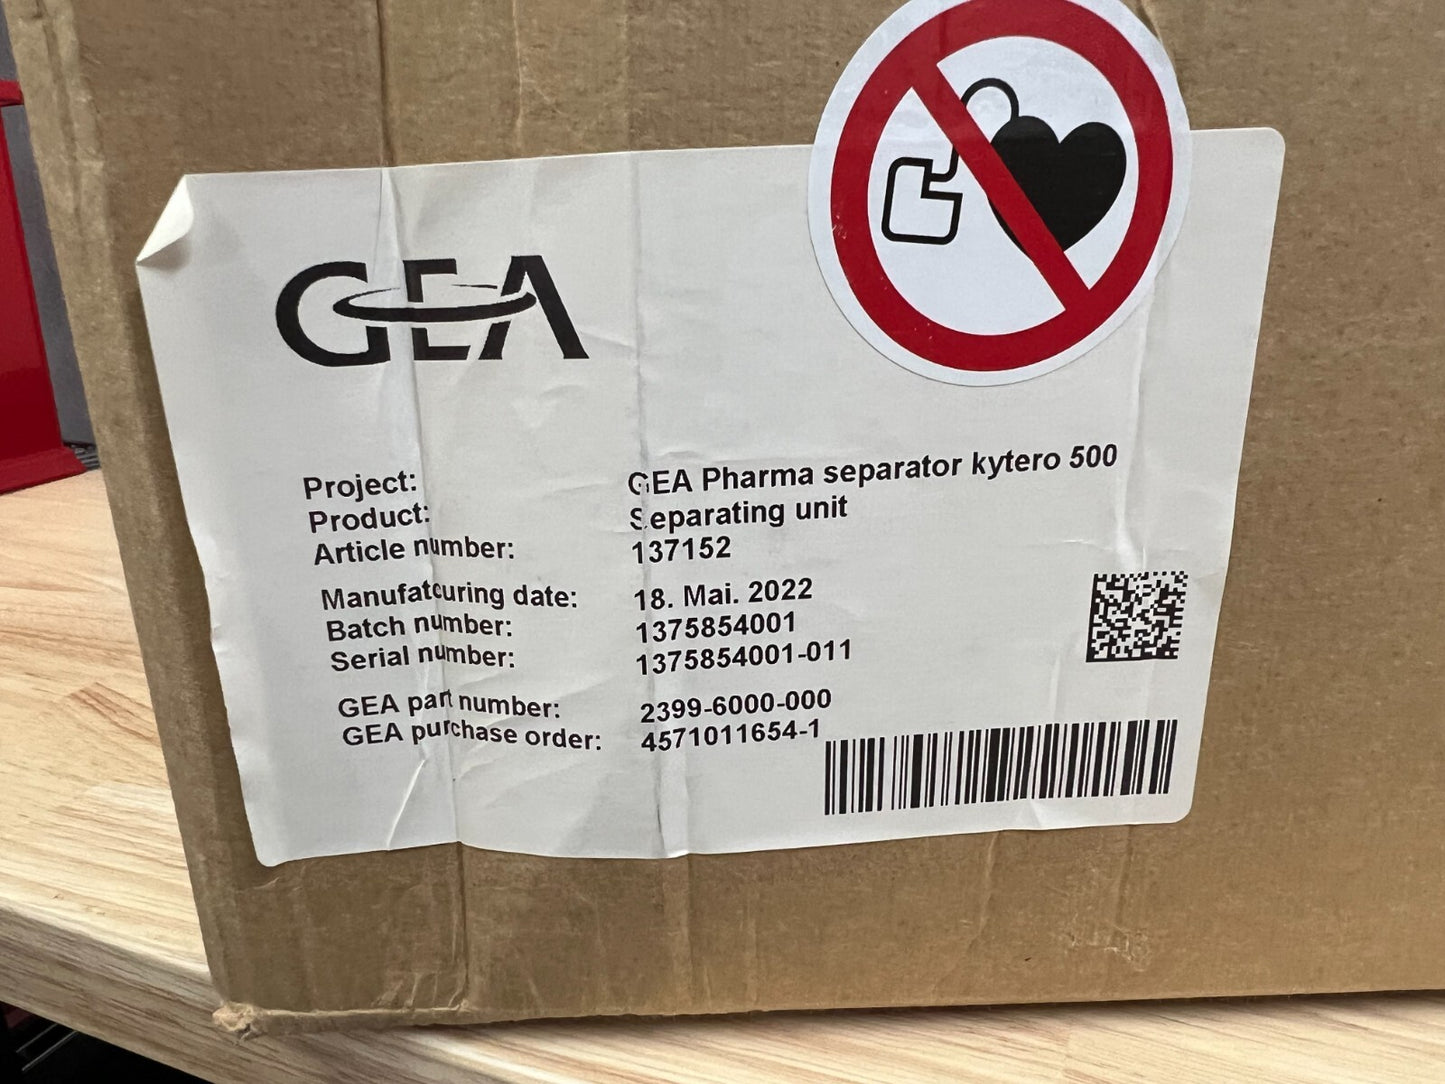 GEA
Project: GEA Pharma separator kytero 500
Product: Separating unit
Article number: 137152
Manufatcuring date: 18. Mai. 2022
Batch number: 1375854001
Serial number: 1375854001-011
GEA part number: 2399-6000-000
GEA purchase order: 4571011654-1